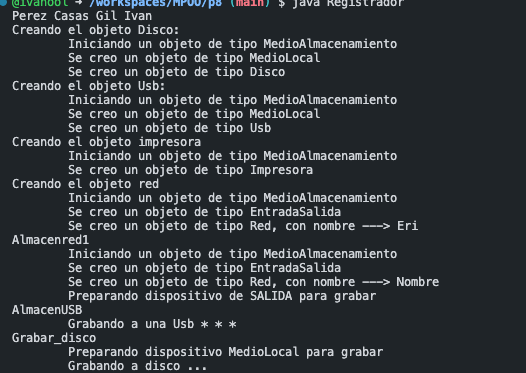 @ivanool → /workspaces/MPOO/p8 (main) $ java Registrador
Perez Casas Gil Ivan
Creando el objeto Disco:
Iniciando un objeto de tipo MedioAlmacenamiento
Se creo un objeto de tipo MedioLocal
Se creo un objeto de tipo Disco
Creando el objeto Usb:
Iniciando un objeto de tipo MedioAlmacenamiento
Se creo un objeto de tipo MedioLocal
Se creo un objeto de tipo Usb
Creando el objeto impresora
Iniciando un objeto de tipo MedioAlmacenamiento
Se creo un objeto de tipo Impresora
Creando el objeto red
Iniciando un objeto de tipo MedioAlmacenamiento
Se creo un objeto de tipo EntradaSalida
Se creo un objeto de tipo Red, con nombre ---> Eri
Almacenred1
Iniciando un objeto de tipo MedioAlmacenamiento
Se creo un objeto de tipo EntradaSalida
Se creo un objeto de tipo Red, con nombre ---> Nombre
Preparando dispositivo de SALIDA para grabar
AlmacenUSB
Grabando a una Usb * * *
Grabar_disco
Preparando dispositivo MedioLocal para grabar
Grabando a disco ...